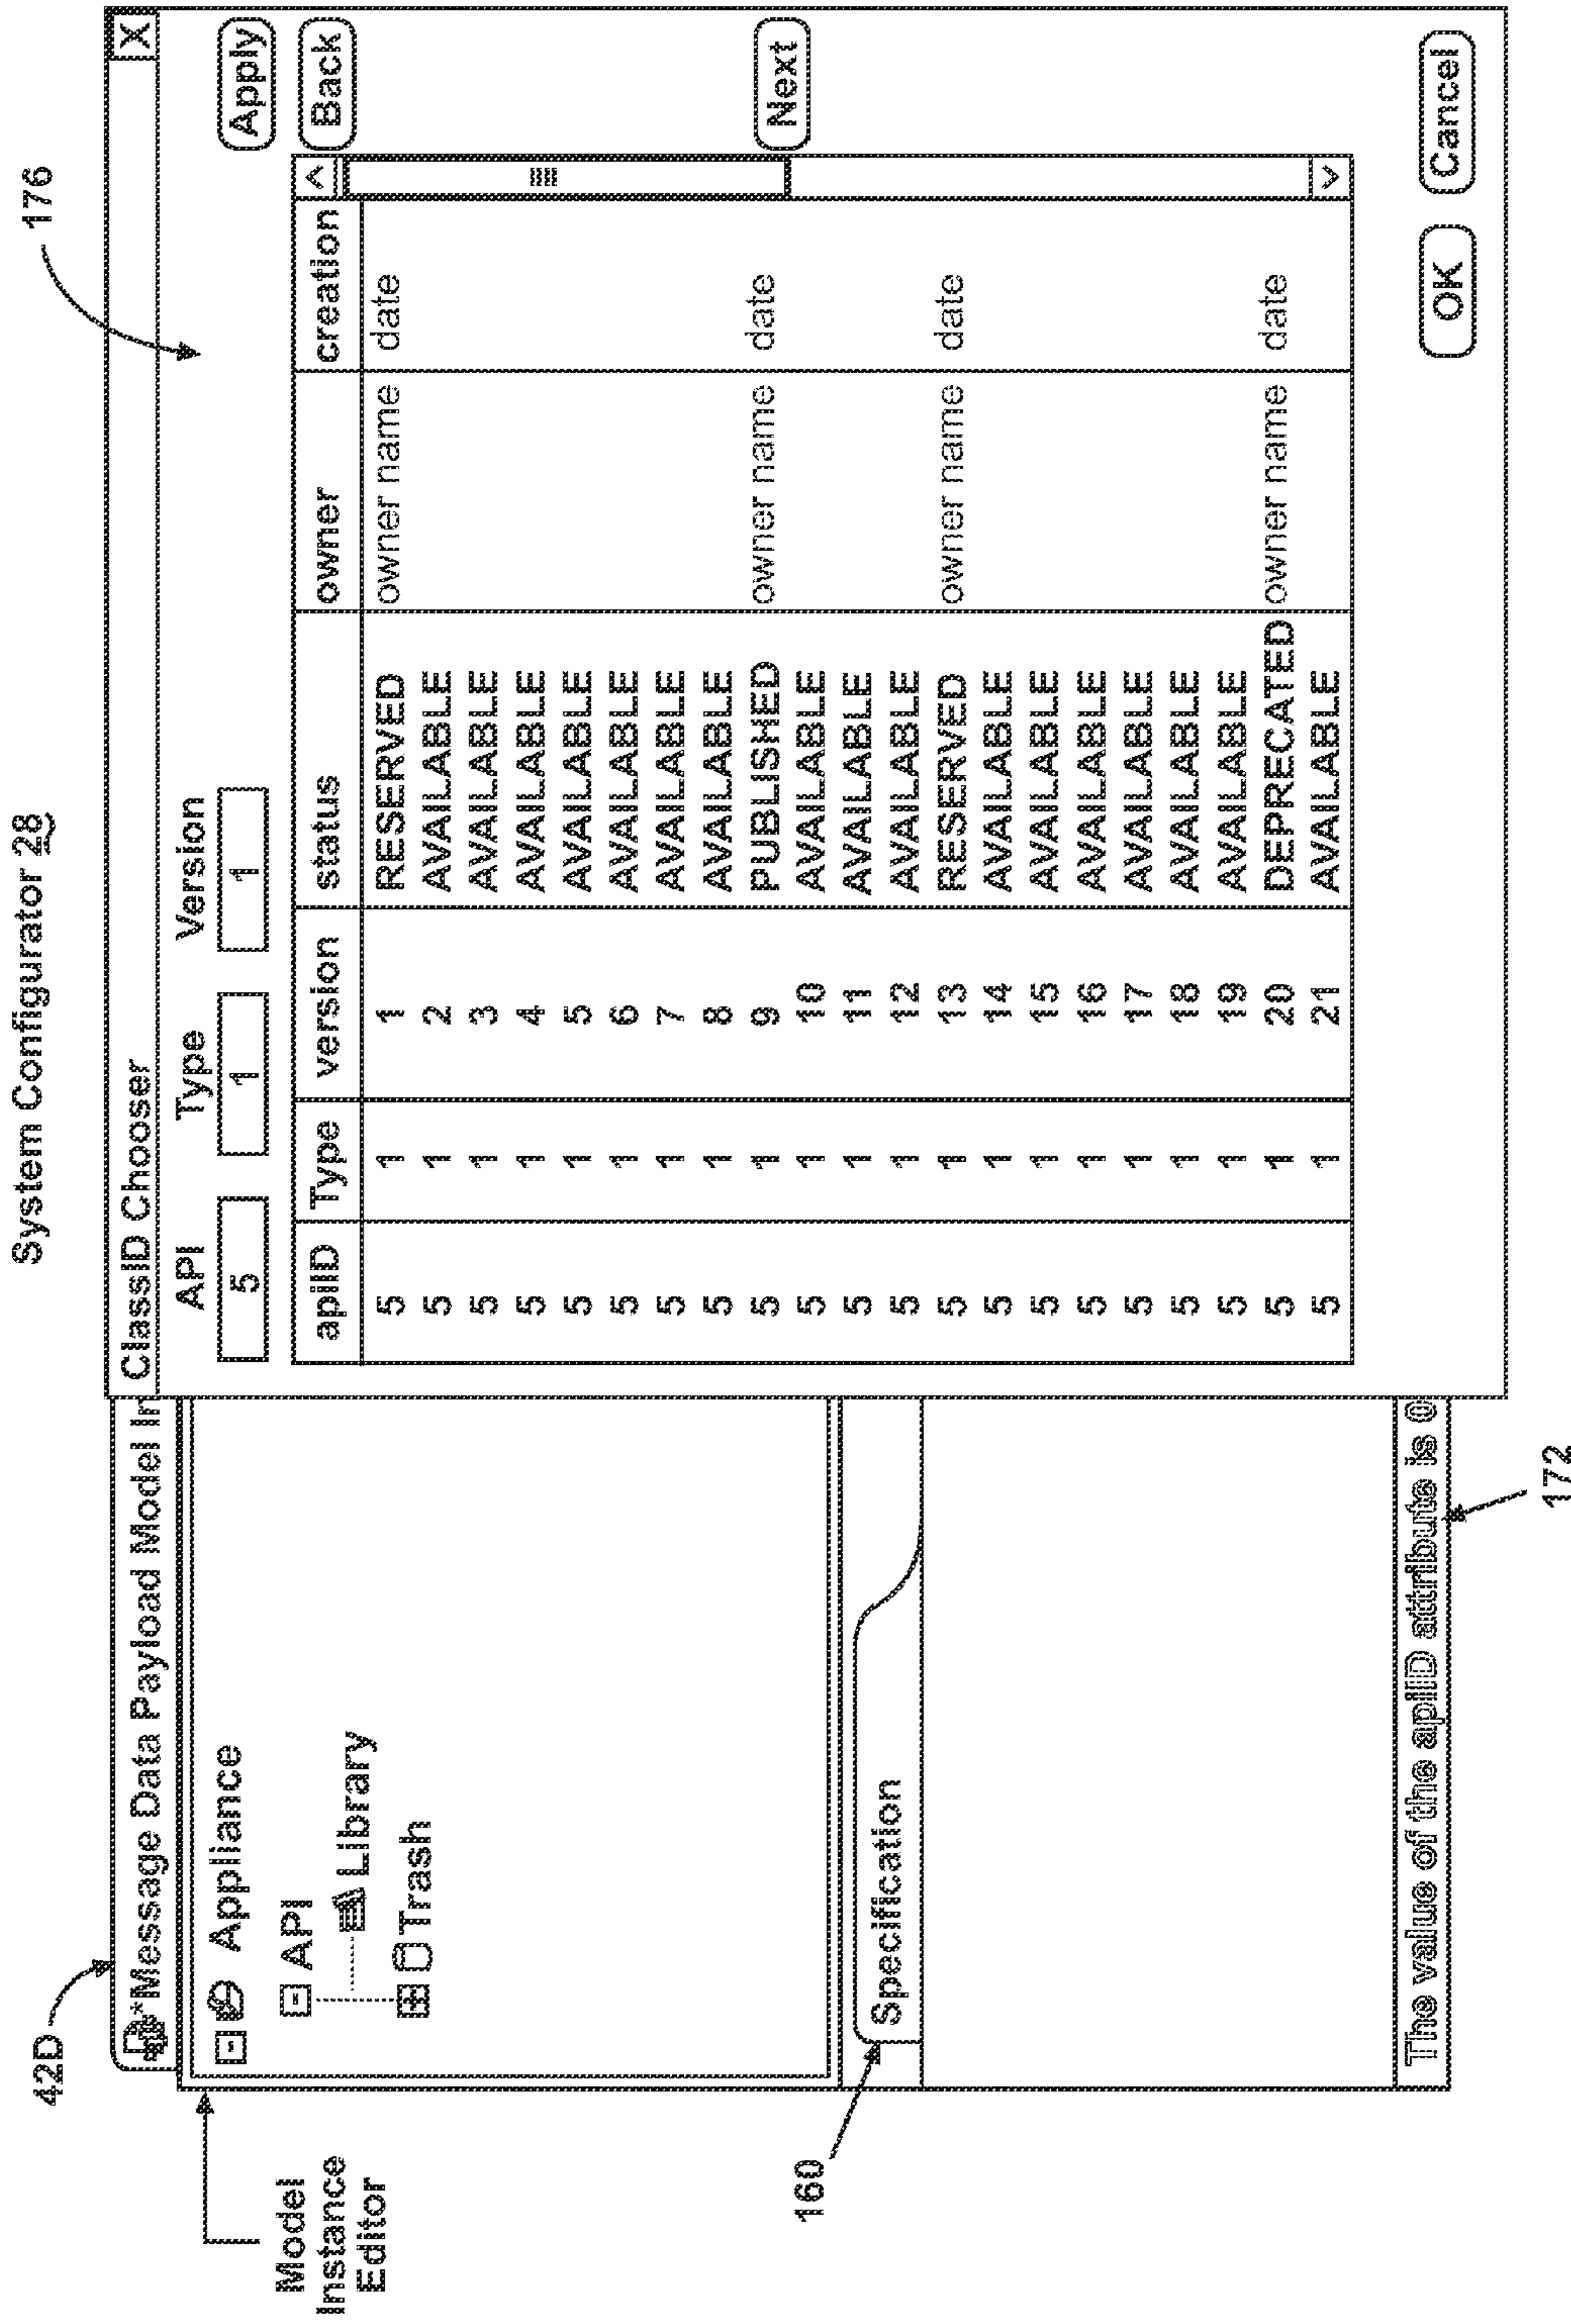 System Configurator 28
176
42D
Model
Instance
Editor
*Message Data Payload Model In
Appliance
API
Library
Trash
160
Specification
The value of the apiID attribute is 0
172
ClassID Chooser X
API Type Version
5 1 1 Apply
Back
apiID Type version status owner creation
5 1 1 RESERVED owner name date
5 1 2 AVAILABLE
5 1 3 AVAILABLE
5 1 4 AVAILABLE
5 1 5 AVAILABLE
5 1 6 AVAILABLE
5 1 7 AVAILABLE
5 1 8 AVAILABLE
5 1 9 PUBLISHED owner name date
Next
5 1 10 AVAILABLE
5 1 11 AVAILABLE
5 1 12 AVAILABLE
5 1 13 RESERVED owner name date
5 1 14 AVAILABLE
5 1 15 AVAILABLE
5 1 16 AVAILABLE
5 1 17 AVAILABLE
5 1 18 AVAILABLE
5 1 19 AVAILABLE
5 1 20 DEPRECATED owner name date
5 1 21 AVAILABLE
OK Cancel